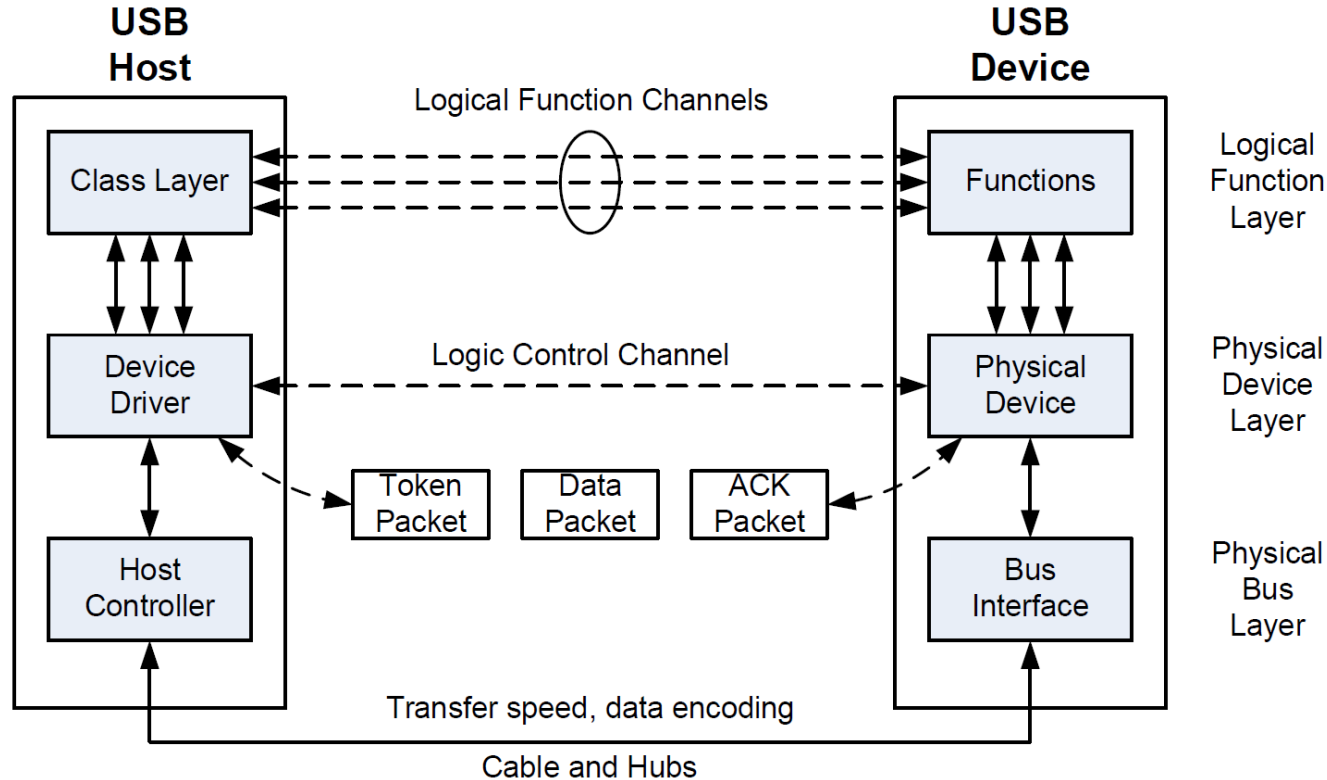 USB
Host
USB
Device
Logical Function Channels
Class Layer
Functions
Logical
Function
Layer
Device
Driver
Logic Control Channel
Physical
Device
Physical
Device
Layer
Token
Packet
Data
Packet
ACK
Packet
Host
Controller
Bus
Interface
Physical
Bus
Layer
Transfer speed, data encoding
Cable and Hubs